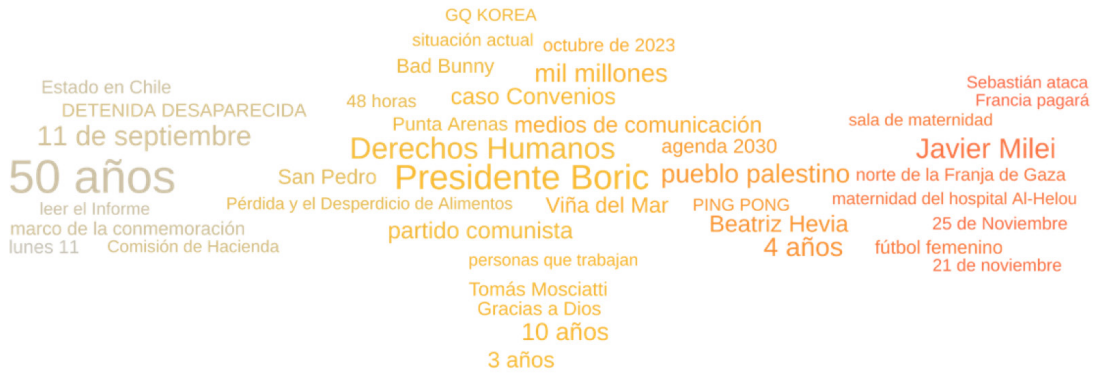 GQ KOREA
situación actual
octubre de 2023
Bad Bunny
mil millones
Estado en Chile
Sebastián ataca
48 horas
caso Convenios
Francia pagará
DETENIDA DESAPARECIDA
sala de maternidad
Punta Arenas
medios de comunicación
11 de septiembre
Derechos Humanos
agenda 2030
Javier Milei
50 años
San Pedro
Presidente Boric
pueblo palestino
norte de la Franja de Gaza
leer el Informe
Pérdida y el Desperdicio de Alimentos
Viña del Mar
PING PONG
maternidad del hospital Al-Helou
marco de la conmemoración
partido comunista
Beatriz Hevia
25 de Noviembre
lunes 11
Comisión de Hacienda
4 años
fútbol femenino
personas que trabajan
21 de noviembre
Tomás Mosciatti
Gracias a Dios
10 años
3 años